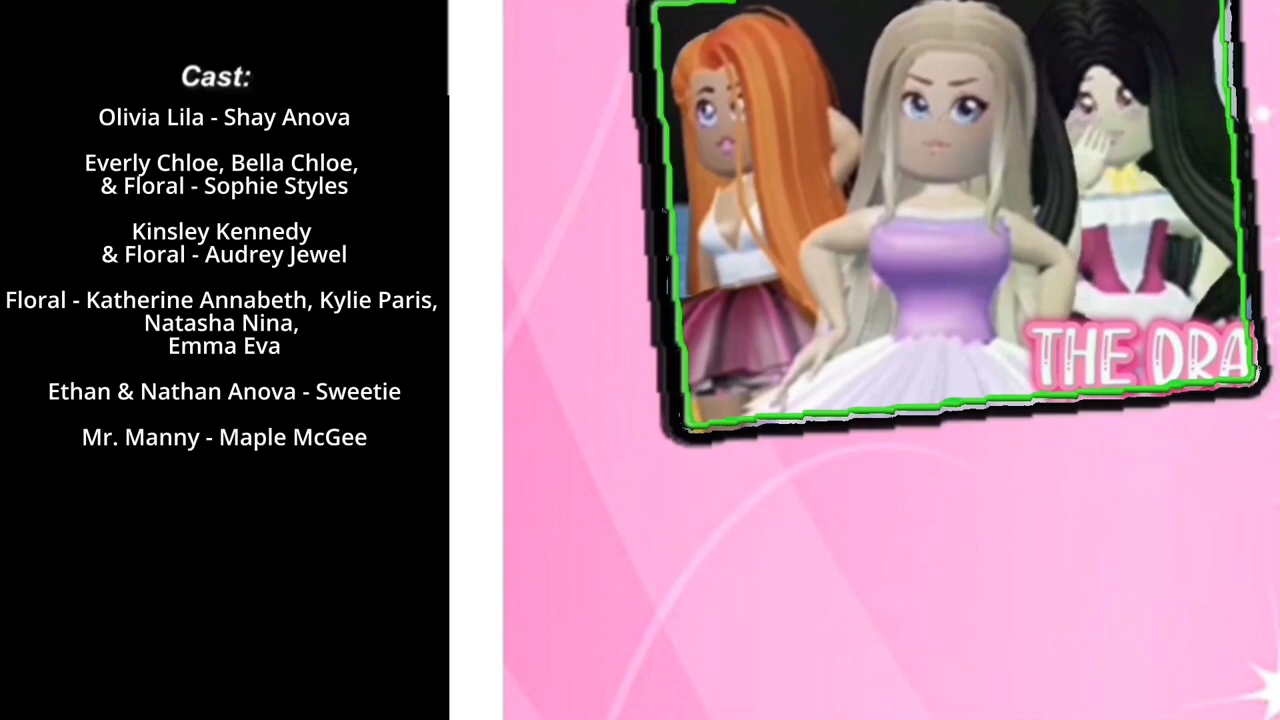 Cast:
Olivia Lila - Shay Anova
Everly Chloe, Bella Chloe,
& Floral - Sophie Styles
Kinsley Kennedy
& Floral - Audrey Jewel
Floral - Katherine Annabeth, Kylie Paris,
Natasha Nina,
Emma Eva
Ethan & Nathan Anova - Sweetie
Mr. Manny - Maple McGee
THE DRA